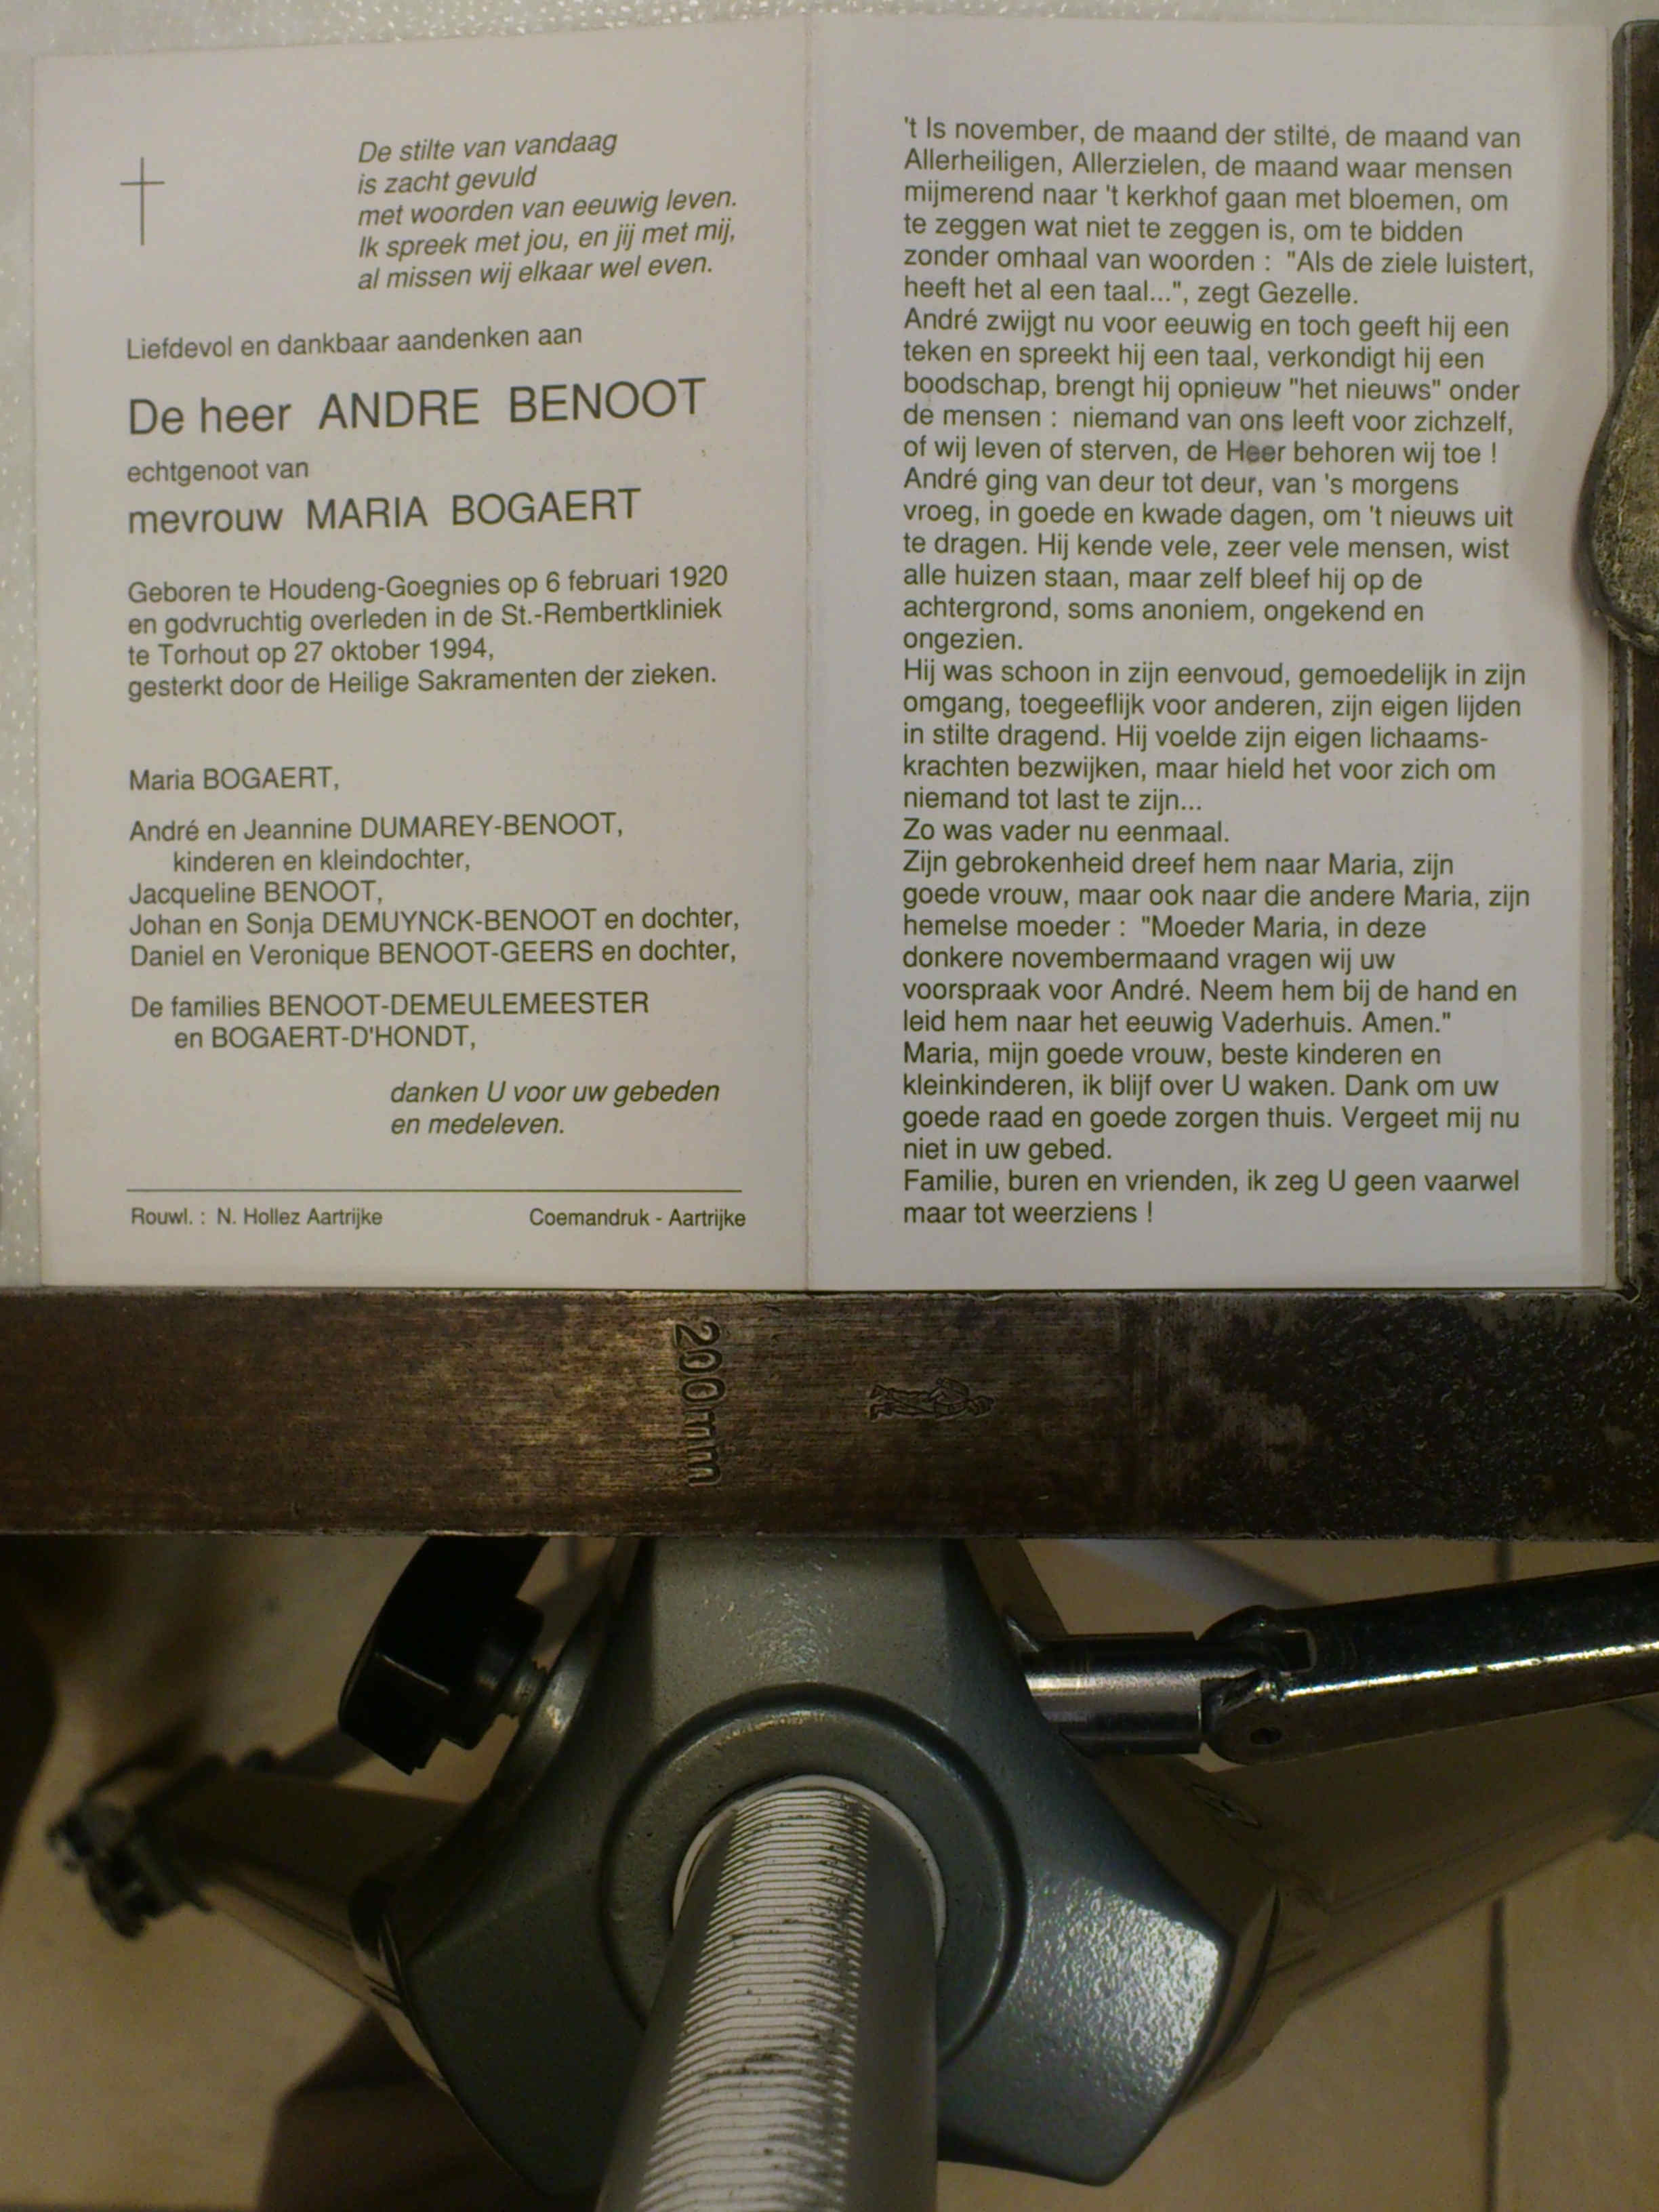 De stilte van vandaag
is zacht gevuld
met woorden van eeuwig leven.
Ik spreek met jou, en jij met mij,
al missen wij elkaar wel even.
Liefdevol en dankbaar aandenken aan
De heer ANDRE BENOOT
echtgenoot van
mevrouw MARIA BOGAERT
Geboren te Houdeng-Goegnies op 6 februari 1920
en godvruchtig overleden in de St.-Rembertkliniek
te Torhout op 27 oktober 1994,
gesterkt door de Heilige Sakramenten der zieken.
Maria BOGAERT,
André en Jeannine DUMAREY-BENOOT,
kinderen en kleindochter,
Jacqueline BENOOT,
Johan en Sonja DEMUYNCK-BENOOT en dochter,
Daniel en Veronique BENOOT-GEERS en dochter,
De families BENOOT-DEMEULEMEESTER
en BOGAERT-D'HONDT,
danken U voor uw gebeden
en medeleven.
Rouwl. : N. Hollez Aartrijke Coemandruk - Aartrijke
't Is november, de maand der stilte, de maand van
Allerheiligen, Allerzielen, de maand waar mensen
mijmerend naar 't kerkhof gaan met bloemen, om
te zeggen wat niet te zeggen is, om te bidden
zonder omhaal van woorden : "Als de ziele luistert,
heeft het al een taal...", zegt Gezelle.
André zwijgt nu voor eeuwig en toch geeft hij een
teken en spreekt hij een taal, verkondigt hij een
boodschap, brengt hij opnieuw "het nieuws" onder
de mensen : niemand van ons leeft voor zichzelf,
of wij leven of sterven, de Heer behoren wij toe !
André ging van deur tot deur, van 's morgens
vroeg, in goede en kwade dagen, om 't nieuws uit
te dragen. Hij kende vele, zeer vele mensen, wist
alle huizen staan, maar zelf bleef hij op de
achtergrond, soms anoniem, ongekend en
ongezien.
Hij was schoon in zijn eenvoud, gemoedelijk in zijn
omgang, toegeeflijk voor anderen, zijn eigen lijden
in stilte dragend. Hij voelde zijn eigen lichaams-
krachten bezwijken, maar hield het voor zich om
niemand tot last te zijn...
Zo was vader nu eenmaal.
Zijn gebrokenheid dreef hem naar Maria, zijn
goede vrouw, maar ook naar die andere Maria, zijn
hemelse moeder : "Moeder Maria, in deze
donkere novembermaand vragen wij uw
voorspraak voor André. Neem hem bij de hand en
leid hem naar het eeuwig Vaderhuis. Amen."
Maria, mijn goede vrouw, beste kinderen en
kleinkinderen, ik blijf over U waken. Dank om uw
goede raad en goede zorgen thuis. Vergeet mij nu
niet in uw gebed.
Familie, buren en vrienden, ik zeg U geen vaarwel
maar tot weerziens !
200mm